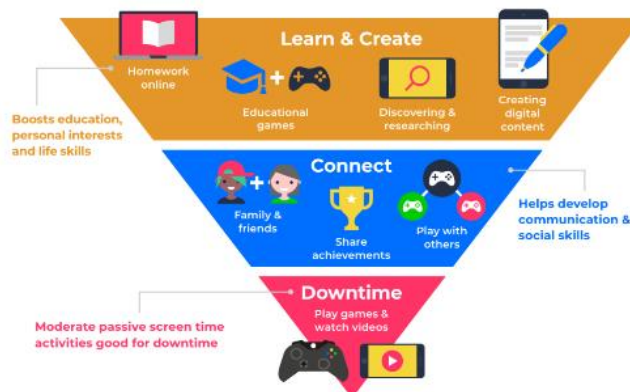 Learn & Create
Homework
online
Educational
games
Discovering &
researching
Creating
digital
content
Boosts education,
personal interests
and life skills
Connect
Family &
friends
Share
achievements
Play with
others
Helps develop
communication &
social skills
Downtime
Play games &
watch videos
Moderate passive screen time
activities good for downtime